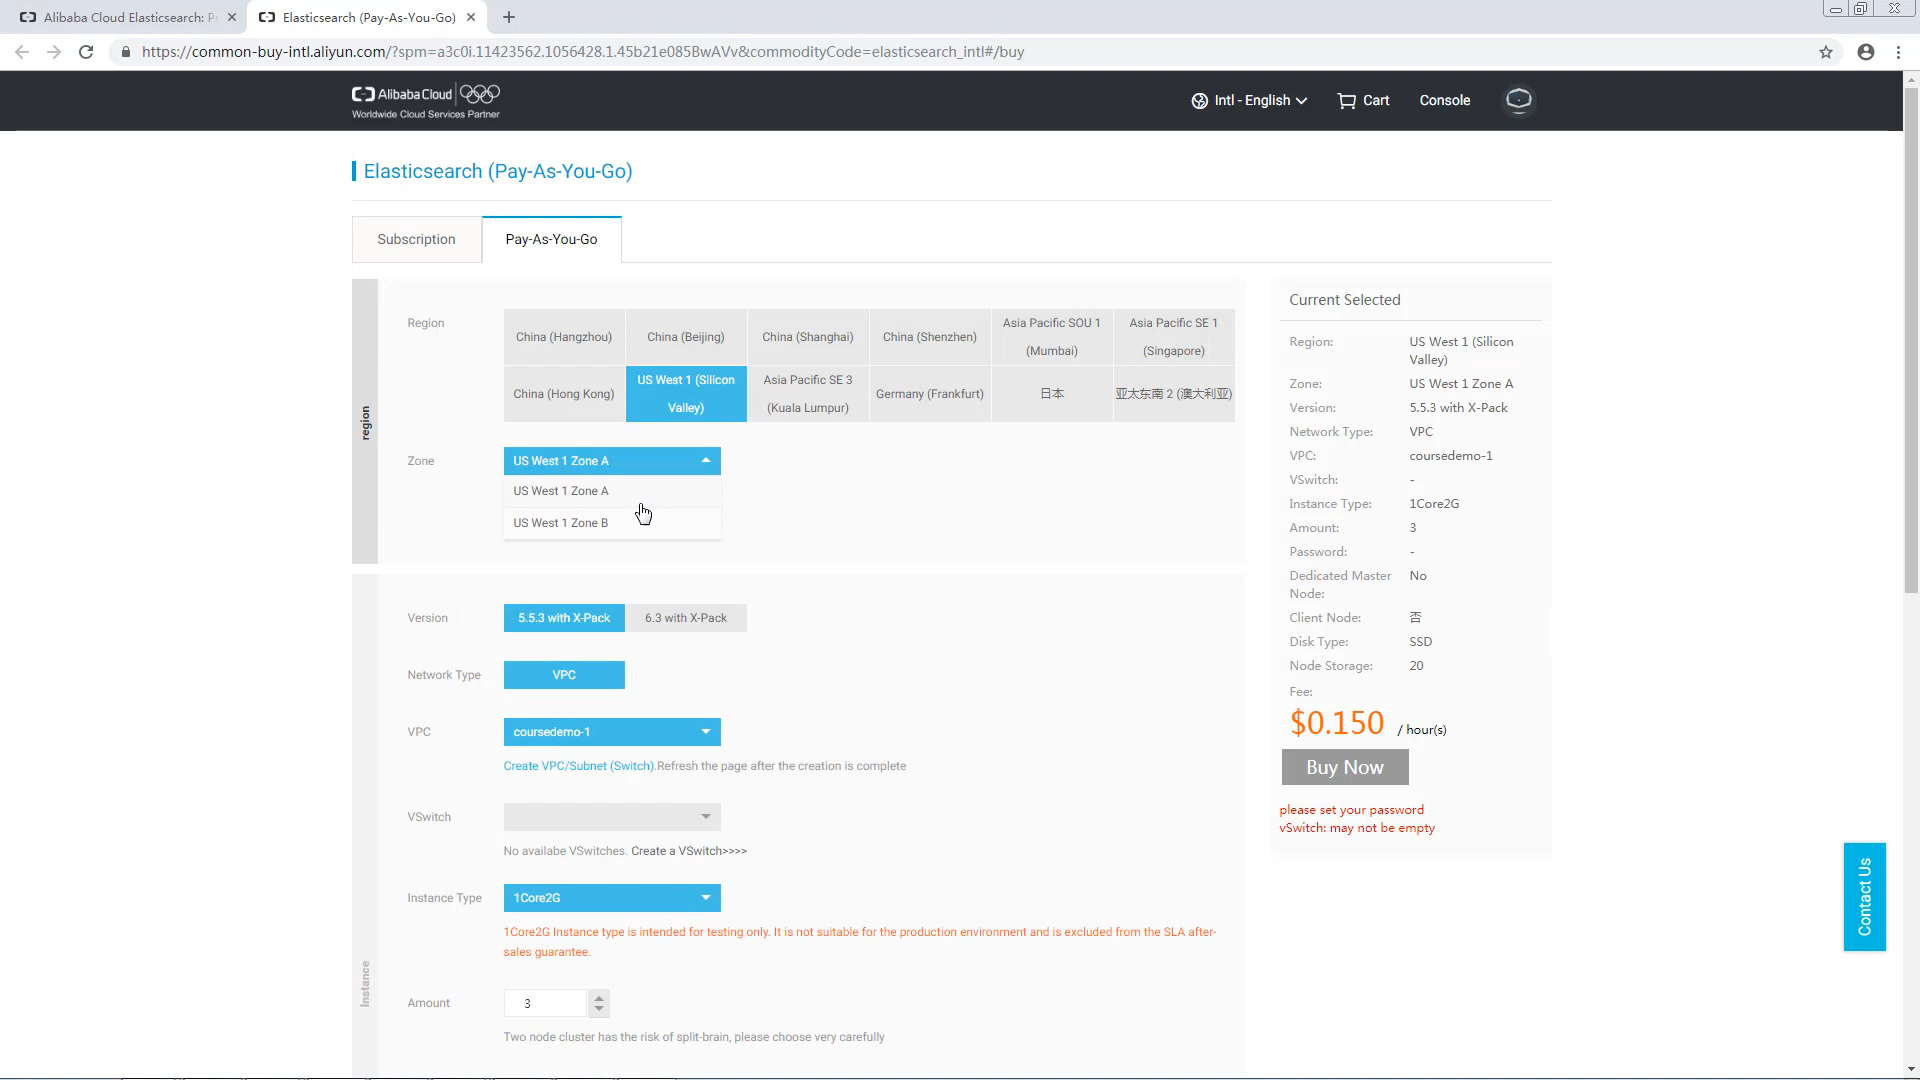 Alibaba Cloud Elasticsearch: P
Elasticsearch (Pay-As-You-Go)
https://common-buy-intl.aliyun.com/?spm=a3c0i.11423562.1056428.1.45b21e085BwAVv&commodityCode=elasticsearch_intl#/buy
Alibaba Cloud
Worldwide Cloud Services Partner
Intl - English
Cart
Console
Elasticsearch (Pay-As-You-Go)
Subscription
Pay-As-You-Go
region
Region
China (Hangzhou)
China (Beijing)
China (Shanghai)
China (Shenzhen)
Asia Pacific SOU 1
(Mumbai)
Asia Pacific SE 1
(Singapore)
China (Hong Kong)
US West 1 (Silicon
Valley)
Asia Pacific SE 3
(Kuala Lumpur)
Germany (Frankfurt)
日本
亚太东南 2 (澳大利亚)
Zone
US West 1 Zone A
US West 1 Zone A
US West 1 Zone B
Instance
Version
5.5.3 with X-Pack
6.3 with X-Pack
Network Type
VPC
VPC
coursedemo-1
Create VPC/Subnet (Switch).Refresh the page after the creation is complete
VSwitch
No availabe VSwitches. Create a VSwitch>>>>
Instance Type
1Core2G
1Core2G Instance type is intended for testing only. It is not suitable for the production environment and is excluded from the SLA after-
sales guarantee.
Amount
3
Two node cluster has the risk of split-brain, please choose very carefully
Current Selected
Region: US West 1 (Silicon
Valley)
Zone: US West 1 Zone A
Version: 5.5.3 with X-Pack
Network Type: VPC
VPC: coursedemo-1
VSwitch: -
Instance Type: 1Core2G
Amount: 3
Password: -
Dedicated Master No
Node:
Client Node: 否
Disk Type: SSD
Node Storage: 20
Fee:
$0.150 / hour(s)
Buy Now
please set your password
vSwitch: may not be empty
Contact Us